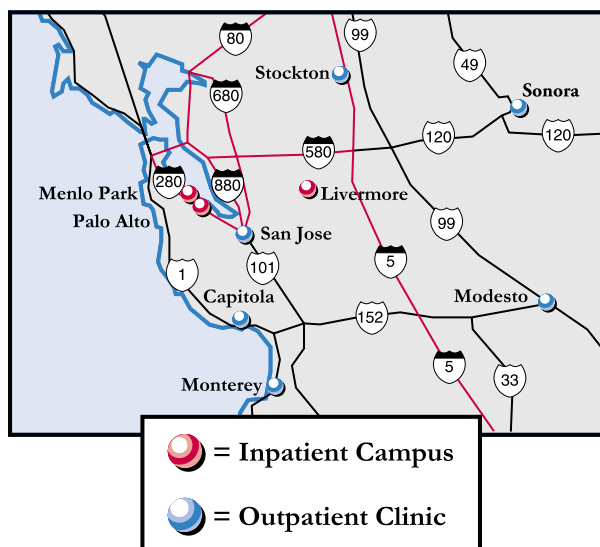 80
99
49
Stockton
Sonora
680
120
120
580
280
880
Menlo Park
Livermore
Palo Alto
99
San Jose
5
101
1
Capitola
Modesto
152
5
33
Monterey
= Inpatient Campus
= Outpatient Clinic